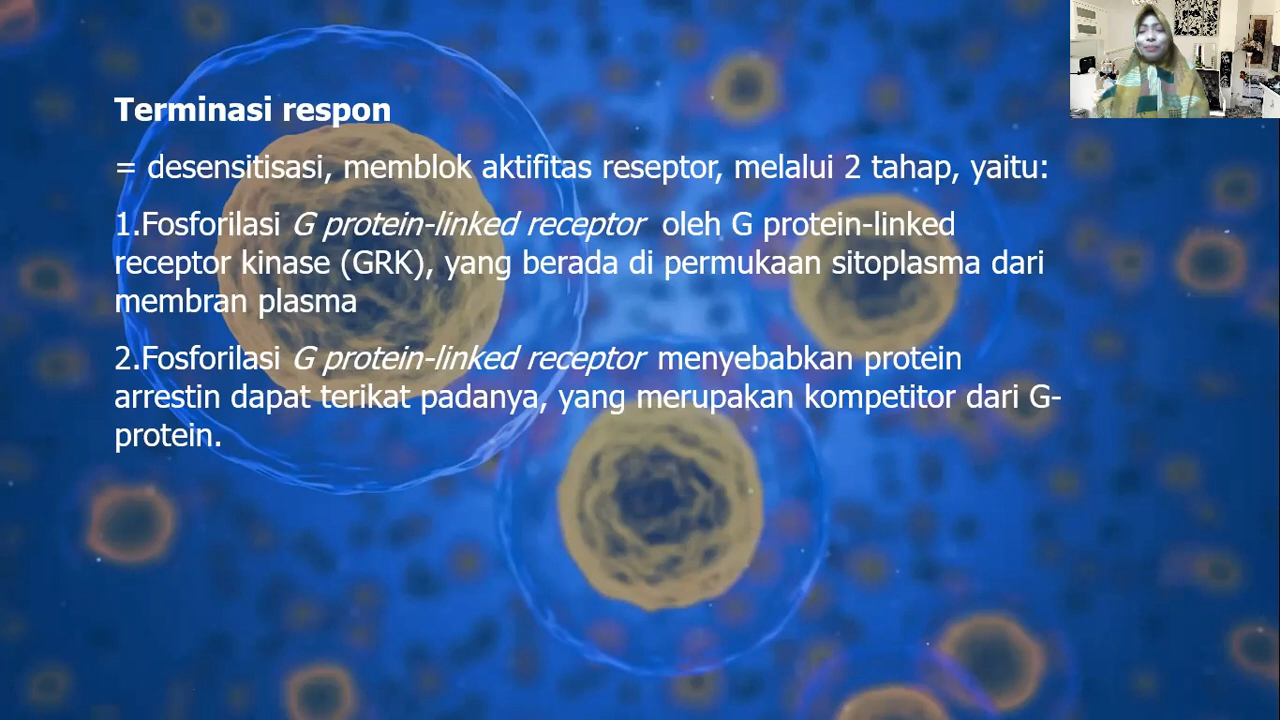 Terminasi respon
= desensitisasi, memblok aktifitas reseptor, melalui 2 tahap, yaitu:
1.Fosforilasi G protein-linked receptor oleh G protein-linked
receptor kinase (GRK), yang berada di permukaan sitoplasma dari
membran plasma
2.Fosforilasi G protein-linked receptor menyebabkan protein
arrestin dapat terikat padanya, yang merupakan kompetitor dari G-
protein.